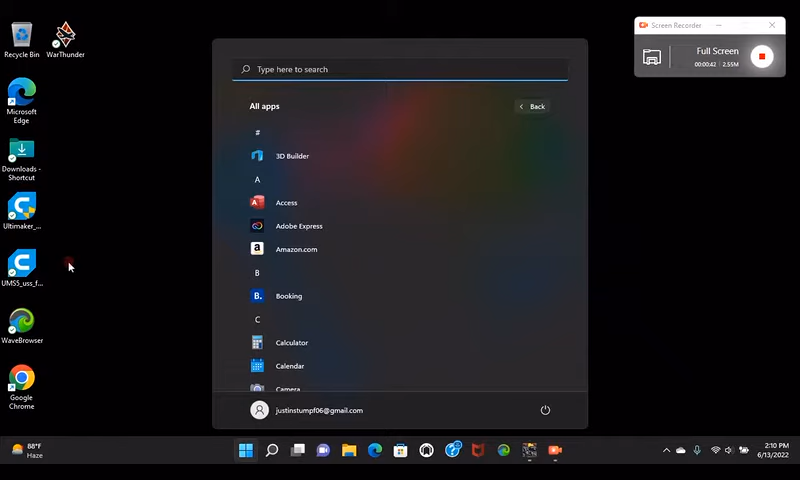 Recycle Bin
WarThunder
Microsoft
Edge
Downloads -
Shortcut
Ultimaker_...
UMS5_uss_f...
WaveBrowser
Google
Chrome
Type here to search
All apps
Back
#
3D Builder
A
Access
Adobe Express
Amazon.com
B
Booking
C
Calculator
Calendar
Camera
justinstumpf06@gmail.com
Screen Recorder
Full Screen
00:00:42 2.55M
88°F
Haze
2:10 PM
6/13/2022